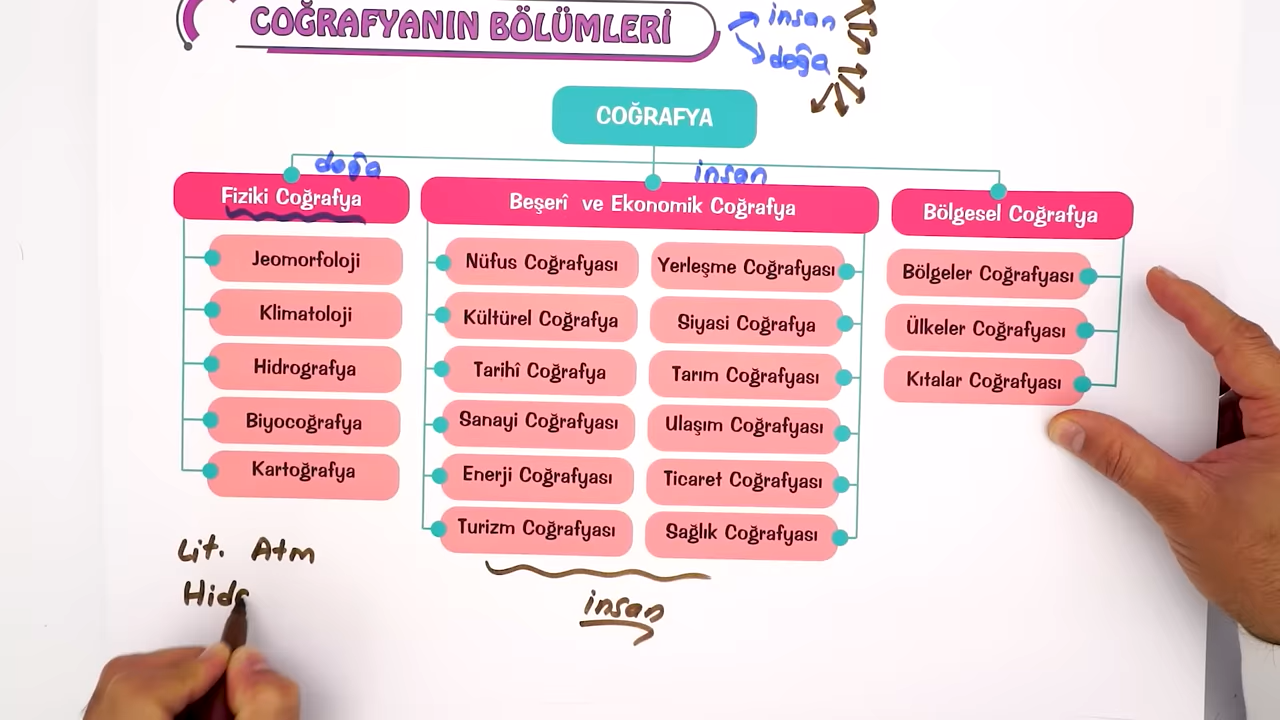 COĞRAFYANIN BÖLÜMLERİ
insan
doğa
COĞRAFYA
doğa
insan
Fiziki Coğrafya
Jeomorfoloji
Klimatoloji
Hidrografya
Biyocoğrafya
Kartoğrafya
Beşerî ve Ekonomik Coğrafya
Nüfus Coğrafyası
Kültürel Coğrafya
Tarihî Coğrafya
Sanayi Coğrafyası
Enerji Coğrafyası
Turizm Coğrafyası
Yerleşme Coğrafyası
Siyasi Coğrafya
Tarım Coğrafyası
Ulaşım Coğrafyası
Ticaret Coğrafyası
Sağlık Coğrafyası
Bölgesel Coğrafya
Bölgeler Coğrafyası
Ülkeler Coğrafyası
Kıtalar Coğrafyası
Lit. Atm
Hid
insan